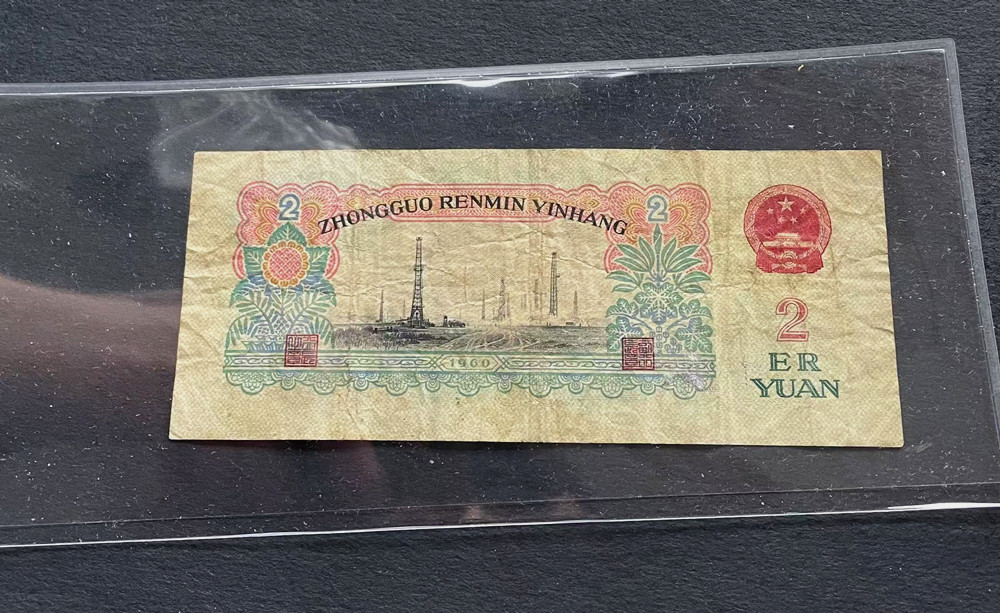 2
2
ZHONGGUO RENMIN YINHANG
1960
2
ER
YUAN